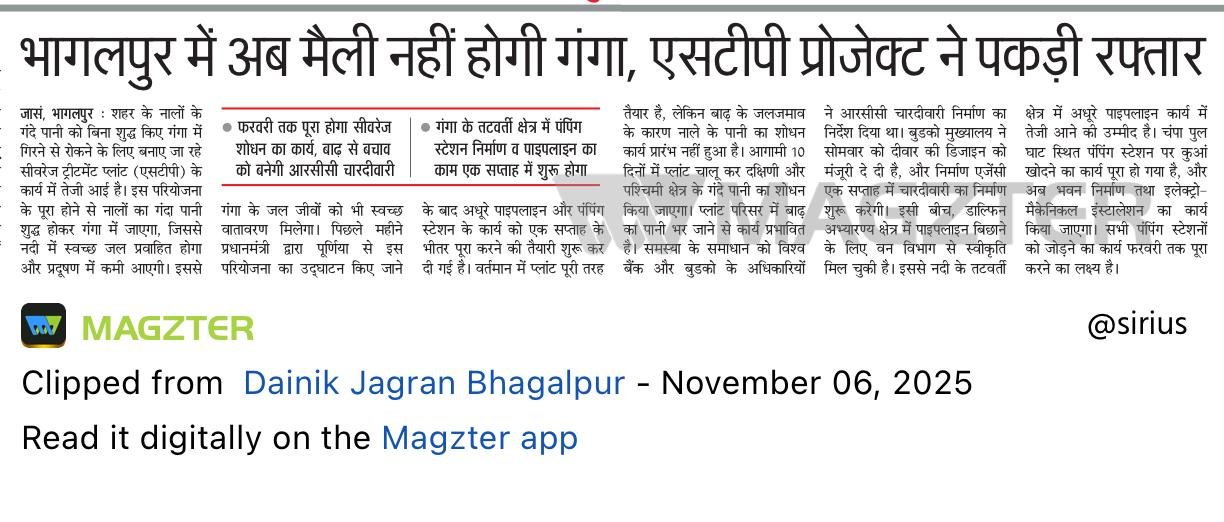 भागलपुर में अब मैली नहीं होगी गंगा, एसटीपी प्रोजेक्ट ने पकड़ी रफ्तार
जासं, भागलपुर : शहर के नालों के
गंदे पानी को बिना शुद्ध किए गंगा में
गिरने से रोकने के लिए बनाए जा रहे
सीवरेज ट्रीटमेंट प्लांट (एसटीपी) के
कार्य में तेजी आई है। इस परियोजना
के पूरा होने से नालों का गंदा पानी
शुद्ध होकर गंगा में जाएगा, जिससे
नदी में स्वच्छ जल प्रवाहित होगा
और प्रदूषण में कमी आएगी। इससे
● फरवरी तक पूरा होगा सीवरेज
शोधन का कार्य, बाढ़ से बचाव
को बनेगी आरसीसी चारदीवारी
● गंगा के तटवर्ती क्षेत्र में पंपिंग
स्टेशन निर्माण व पाइपलाइन का
काम एक सप्ताह में शुरू होगा
गंगा के जल जीवों को भी स्वच्छ
वातावरण मिलेगा। पिछले महीने
प्रधानमंत्री द्वारा पूर्णिया से इस
परियोजना का उद्घाटन किए जाने
के बाद अधूरे पाइपलाइन और पंपिंग
स्टेशन के कार्य को एक सप्ताह के
भीतर पूरा करने की तैयारी शुरू कर
दी गई है। वर्तमान में प्लांट पूरी तरह
तैयार है, लेकिन बाढ़ के जलजमाव
के कारण नाले के पानी का शोधन
कार्य प्रारंभ नहीं हुआ है। आगामी 10
दिनों में प्लांट चालू कर दक्षिणी और
पश्चिमी क्षेत्र के गंदे पानी का शोधन
किया जाएगा। प्लांट परिसर में बाढ़
का पानी भर जाने से कार्य प्रभावित
है। समस्या के समाधान को विश्व
बैंक और बुडको के अधिकारियों
ने आरसीसी चारदीवारी निर्माण का
निर्देश दिया था। बुडको मुख्यालय ने
सोमवार को दीवार की डिजाइन को
मंजूरी दे दी है, और निर्माण एजेंसी
एक सप्ताह में चारदीवारी का निर्माण
शुरू करेगी। इसी बीच, डाल्फिन
अभ्यारण्य क्षेत्र में पाइपलाइन बिछाने
के लिए वन विभाग से स्वीकृति
मिल चुकी है। इससे नदी के तटवर्ती
क्षेत्र में अधूरे पाइपलाइन कार्य में
तेजी आने की उम्मीद है। चंपा पुल
घाट स्थित पंपिंग स्टेशन पर कुआं
खोदने का कार्य पूरा हो गया है, और
अब भवन निर्माण तथा इलेक्ट्रो-
मैकेनिकल इंस्टालेशन का कार्य
किया जाएगा। सभी पंपिंग स्टेशनों
को जोड़ने का कार्य फरवरी तक पूरा
करने का लक्ष्य है।
MAGZTER
MAGZTER
@sirius
Clipped from Dainik Jagran Bhagalpur - November 06, 2025
Read it digitally on the Magzter app